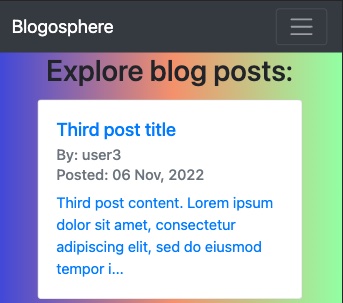 Blogosphere
Explore blog posts:
Third post title
By: user3
Posted: 06 Nov, 2022
Third post content. Lorem ipsum
dolor sit amet, consectetur
adipiscing elit, sed do eiusmod
tempor i...